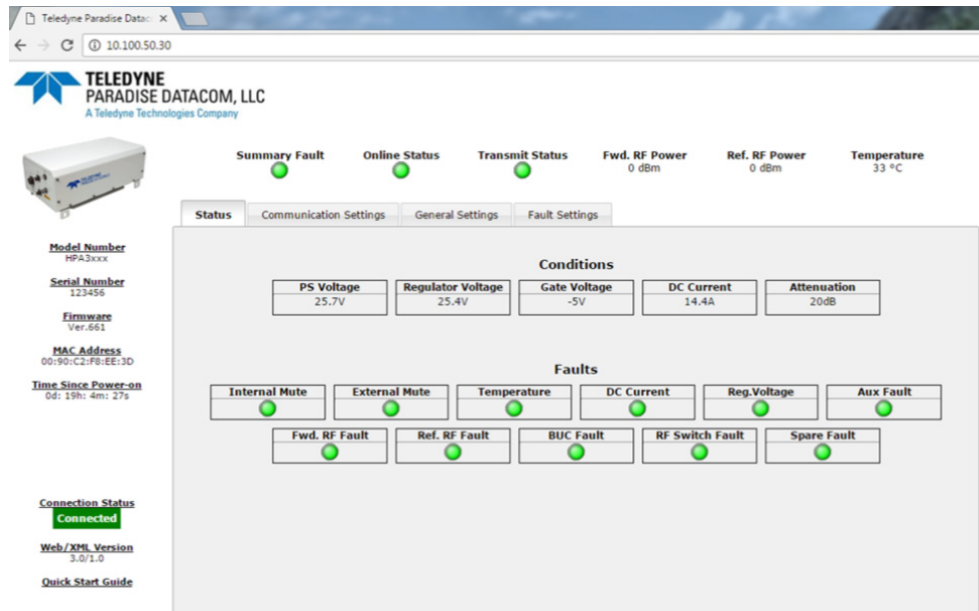 Teledyne Paradise Datac
10.100.50.30
TELEDYNE
PARADISE DATACOM, LLC
A Teledyne Technologies Company
Summary Fault Online Status Transmit Status Fwd. RF Power Ref. RF Power Temperature
0 dBm 0 dBm 33 °C
Status Communication Settings General Settings Fault Settings
Model Number
HPA3xxx
Serial Number
123456
Firmware
Ver.661
MAC Address
00:90:C2:F8:EE:3D
Time Since Power-on
0d: 19h: 4m: 27s
Connection Status
Connected
Web/XML Version
3.0/1.0
Quick Start Guide
Conditions
PS Voltage Regulator Voltage Gate Voltage DC Current Attenuation
25.7V 25.4V -5V 14.4A 20dB
Faults
Internal Mute External Mute Temperature DC Current Reg.Voltage Aux Fault
Fwd. RF Fault Ref. RF Fault BUC Fault RF Switch Fault Spare Fault